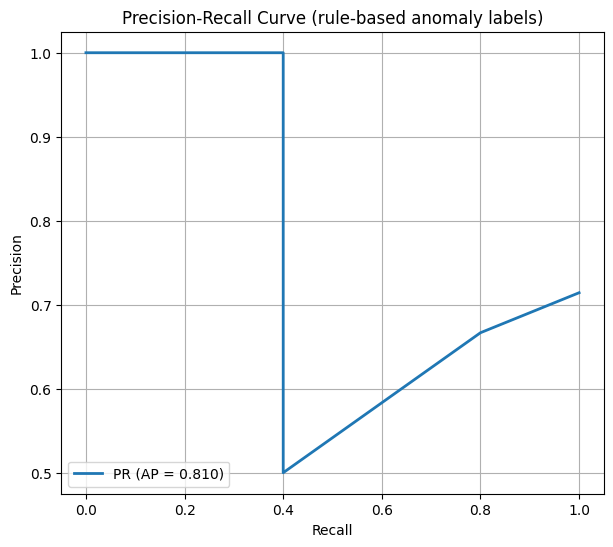 Precision-Recall Curve (rule-based anomaly labels)
1.0
0.9
0.8
0.7
0.6
0.5
Precision
PR (AP = 0.810)
0.0 0.2 0.4 0.6 0.8 1.0
Recall